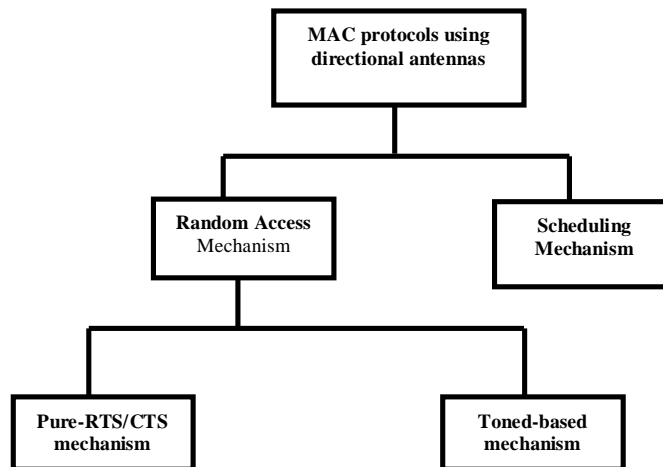 MAC protocols using
directional antennas
Random Access
Mechanism
Scheduling
Mechanism
Pure-RTS/CTS
mechanism
Toned-based
mechanism